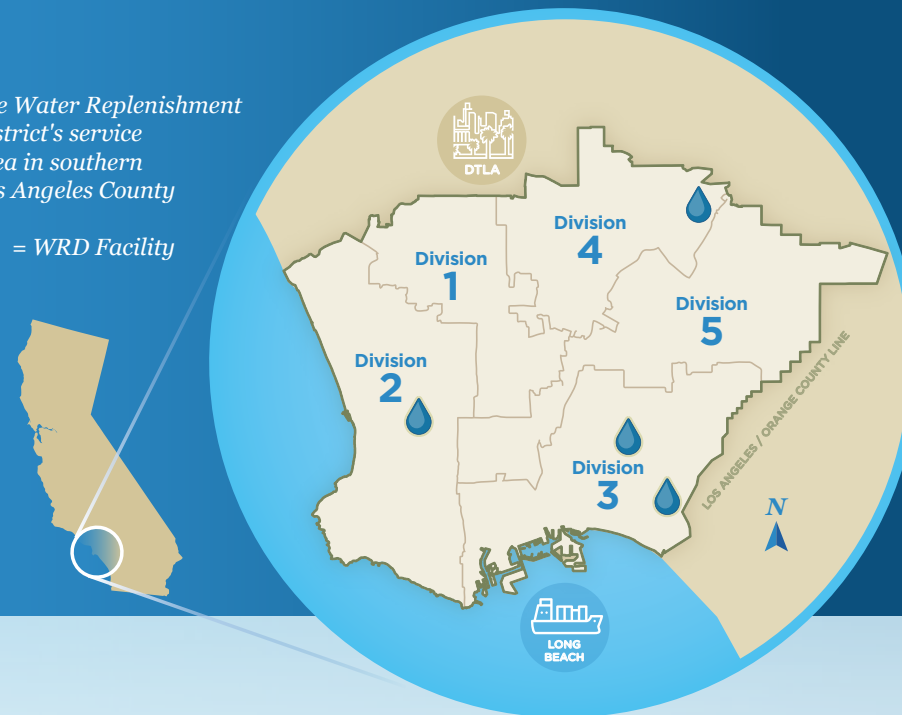 e Water Replenishment
strict's service
ea in southern
s Angeles County
= WRD Facility
DTLA
Division
4
Division
1
Division
5
Division
2
Division
3
LOS ANGELES / ORANGE COUNTY LINE
N
LONG
BEACH